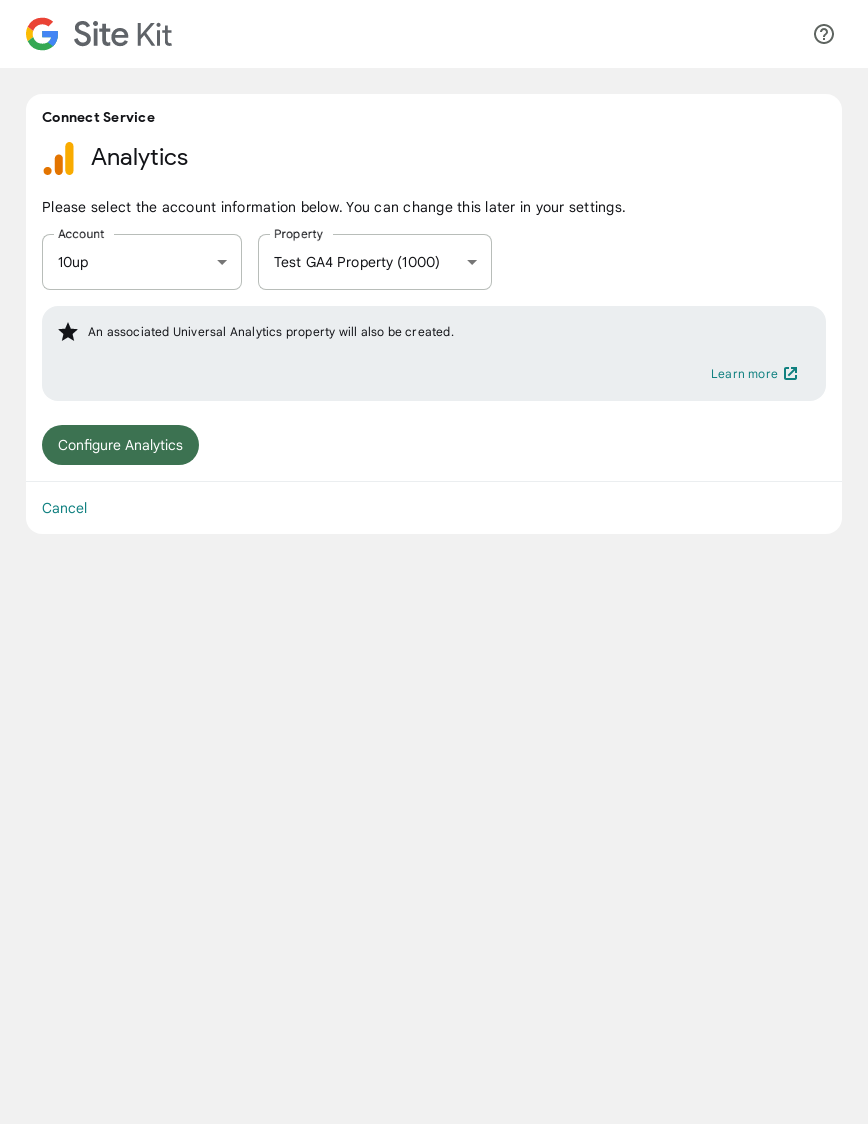 Site Kit
Connect Service
Analytics
Please select the account information below. You can change this later in your settings.
Account
10up
Property
Test GA4 Property (1000)
An associated Universal Analytics property will also be created.
Learn more
Configure Analytics
Cancel